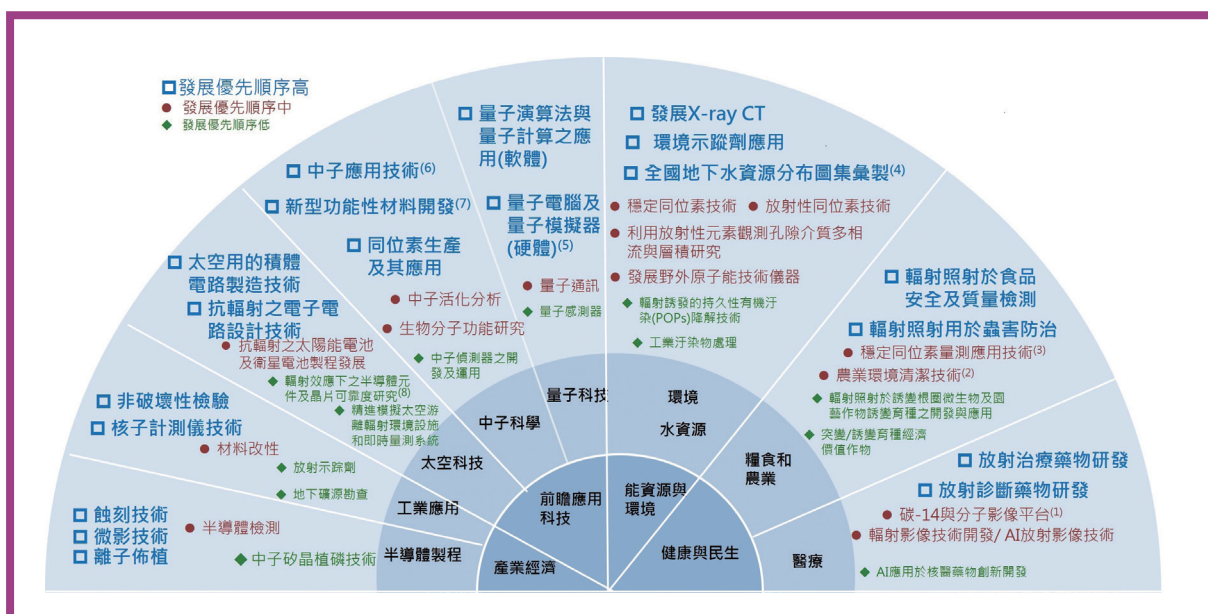 發展優先順序高
發展優先順序中
發展優先順序低
蝕刻技術
微影技術
離子佈植
半導體檢測
中子矽晶植磷技術
半導體製程
非破壞性檢驗
核子計測儀技術
材料改性
放射示踪劑
地下礦源勘查
工業應用
產業經濟
太空用的積體
電路製造技術
抗輻射之電子電
路設計技術
抗輻射之太陽能電池
及衛星電池製程發展
輻射效應下之半導體元
件及晶片可靠度研究(8)
精進模擬太空游
離輻射環境設施
和即時量測系統
太空科技
中子應用技術(6)
新型功能性材料開發(7)
同位素生產
及其應用
中子活化分析
生物分子功能研究
中子偵測器之開
發及運用
中子科學
量子演算法與
量子計算之應
用(軟體)
量子電腦及
量子模擬器
(硬體)(5)
量子通訊
量子感測器
量子科技
前瞻應用
科技
發展X-ray CT
環境示蹤劑應用
全國地下水資源分布圖集彙製(4)
穩定同位素技術
放射性同位素技術
利用放射性元素觀測孔隙介質多相
流與層積研究
發展野外原子能技術儀器
輻射誘發的持久性有機汙
染(POPs)降解技術
工業汙染物處理
環境
水資源
能資源與
環境
輻射照射於食品
安全及質量檢測
輻射照射用於蟲害防治
穩定同位素量測應用技術(3)
農業環境清潔技術(2)
輻射照射於誘變根圈微生物及園
藝作物誘變育種之開發與應用
突變/誘變育種經濟
價值作物
糧食和
農業
健康與民生
放射治療藥物研發
放射診斷藥物研發
碳-14與分子影像平台(1)
輻射影像技術開發/ AI放射影像技術
AI應用於核醫藥物創新開發
醫療